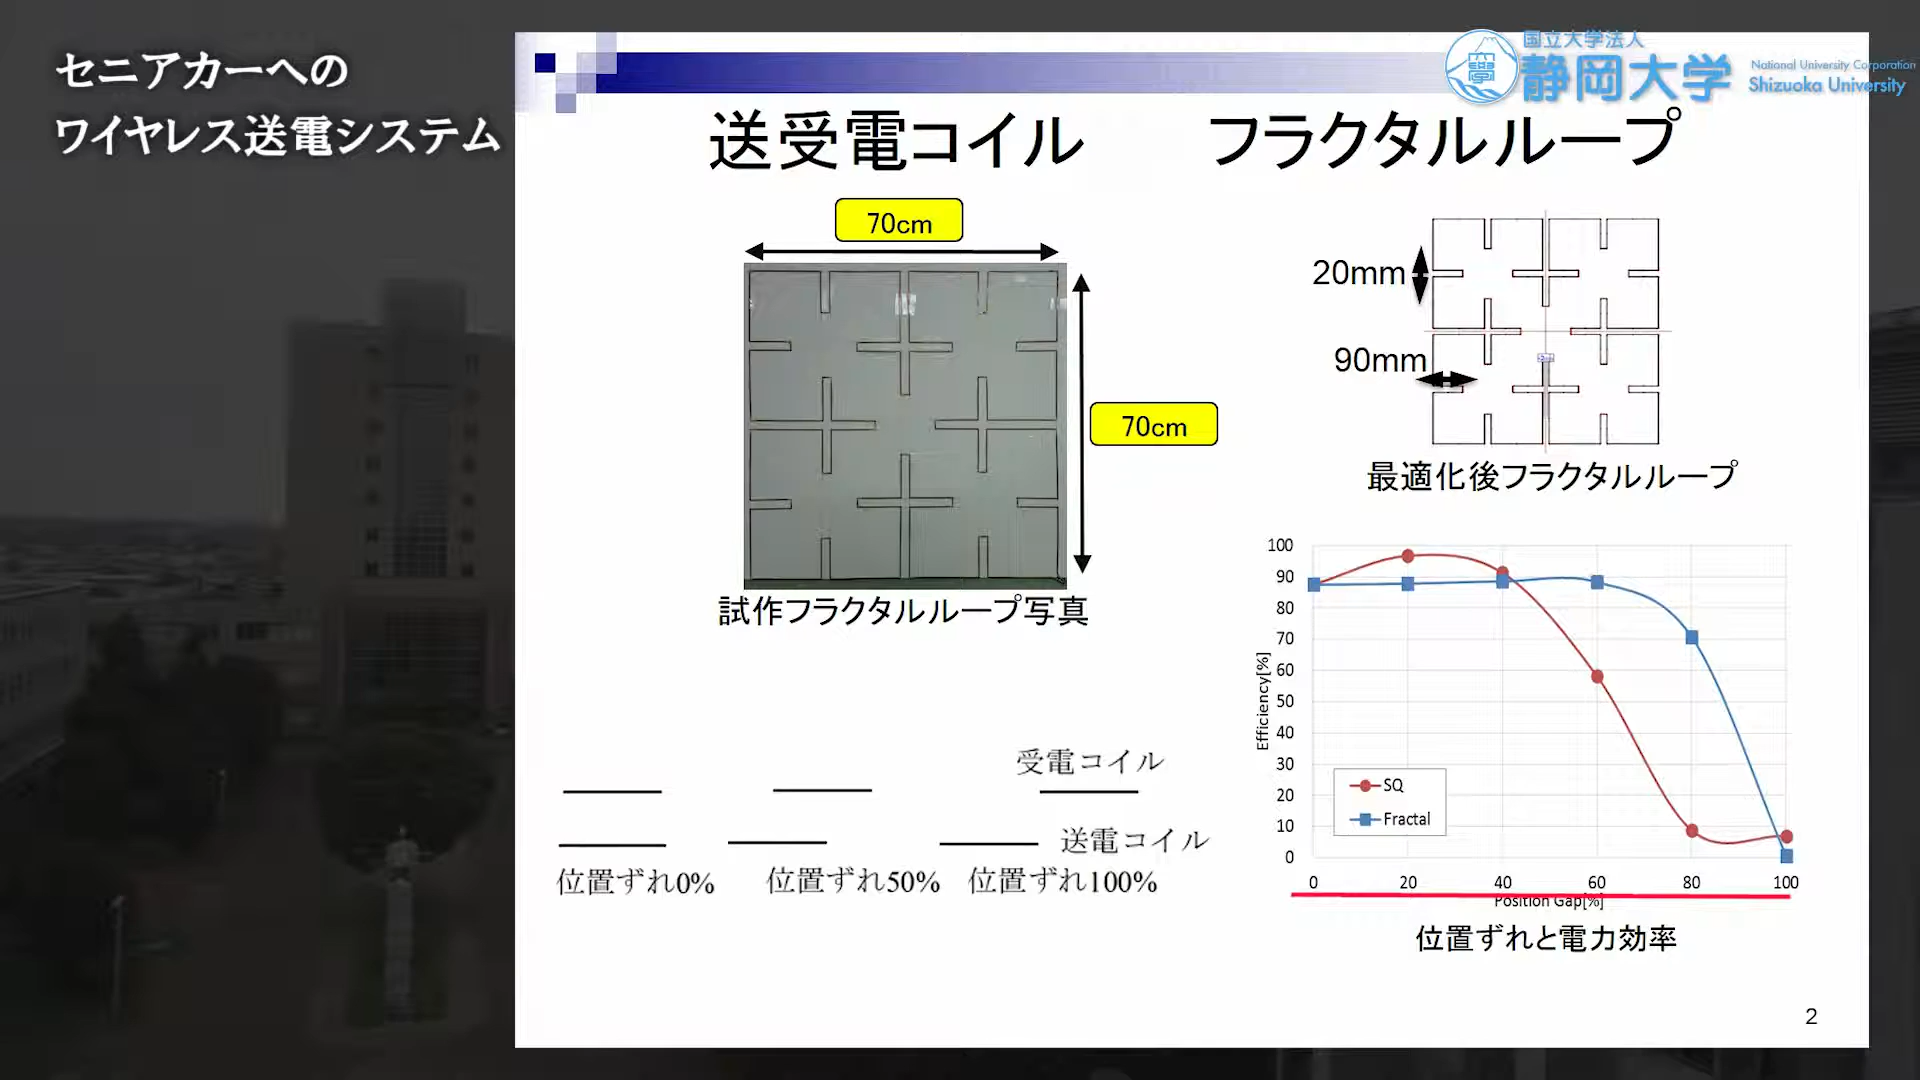 セニアカーへの
ワイヤレス送電システム
国立大学法人
静岡大学
National University Corporation
Shizuoka University
送受電コイル フラクタルループ
70cm
70cm
試作フラクタルループ写真
20mm
90mm
最適化後フラクタルループ
受電コイル
送電コイル
位置ずれ0% 位置ずれ50% 位置ずれ100%
100
90
80
70
60
50
40
30
20
10
0
Efficiency[%]
SQ
Fractal
0 20 40 60 80 100
Position Gap[%]
位置ずれと電力効率
2